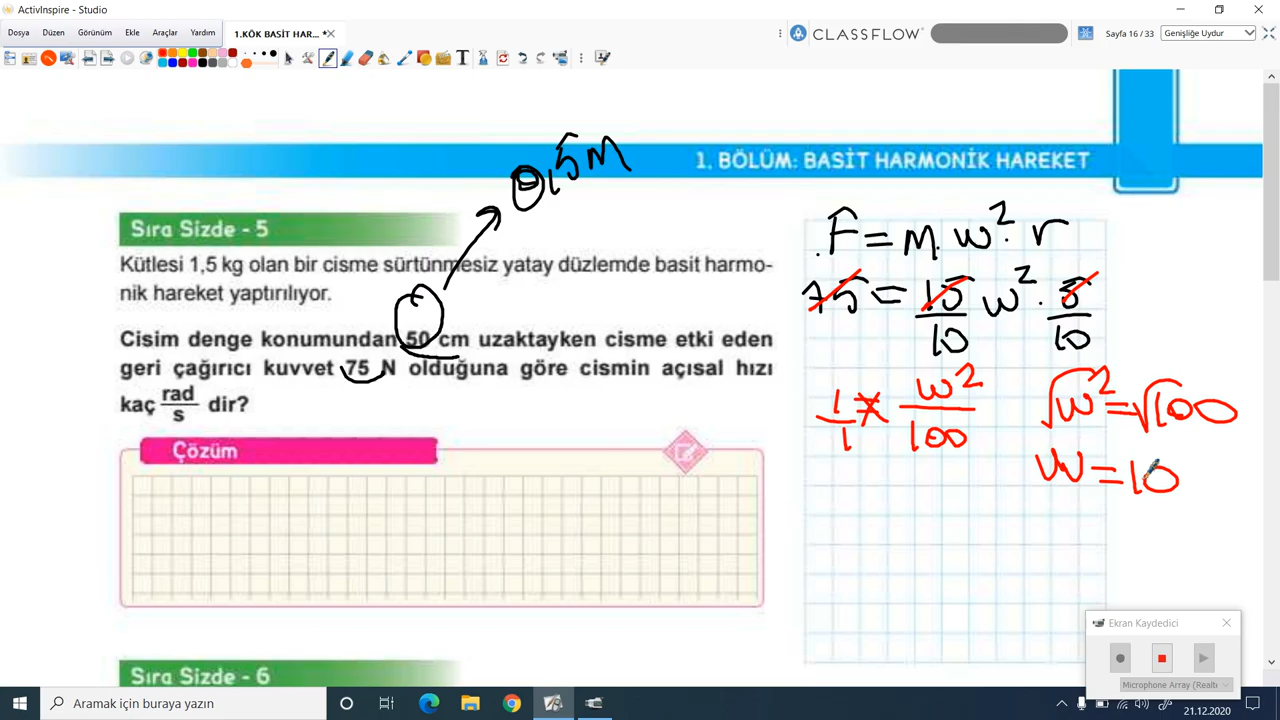 ActivInspire - Studio
Dosya Düzen Görünüm Ekle Araçlar Yardım
1.KÖK BASİT HAR...
CLASSFLOW
Sayfa 16 / 33
Genişliğe Uydur
1. BÖLÜM: BASİT HARMONİK HAREKET
0,5 M
Sıra Sizde - 5
Kütlesi 1,5 kg olan bir cisme sürtünmesiz yatay düzlemde basit harmo-
nik hareket yaptırılıyor.
Cisim denge konumundan 50 cm uzaktayken cisme etki eden
geri çağırıcı kuvvet 75 N olduğuna göre cismin açısal hızı
kaç rad/s dir?
Çözüm
F = m. w². r
75 = 15/10 w² . 5/10
1/1 × w²/100
√w² = √100
w = 10
Sıra Sizde - 6
Ekran Kaydedici
Microphone Array (Realt
Aramak için buraya yazın
21.12.2020